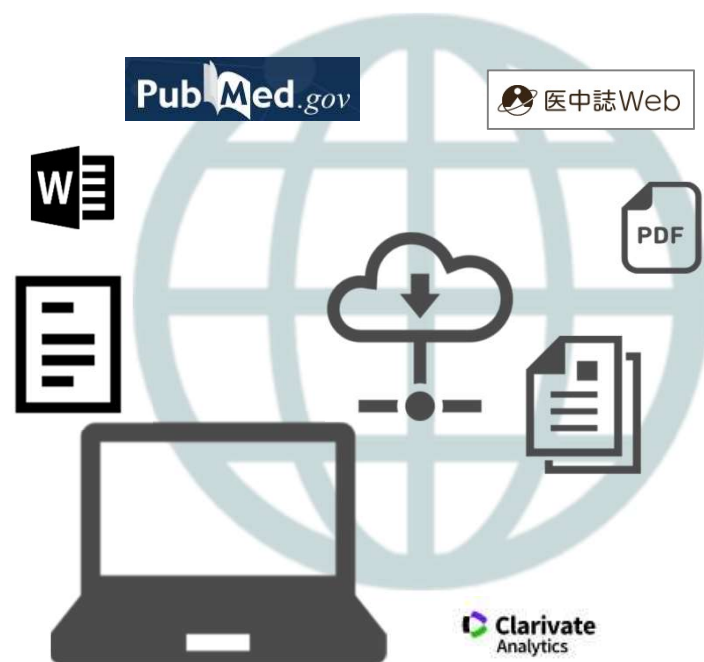 PubMed.gov
医中誌Web
W
PDF
Clarivate
Analytics